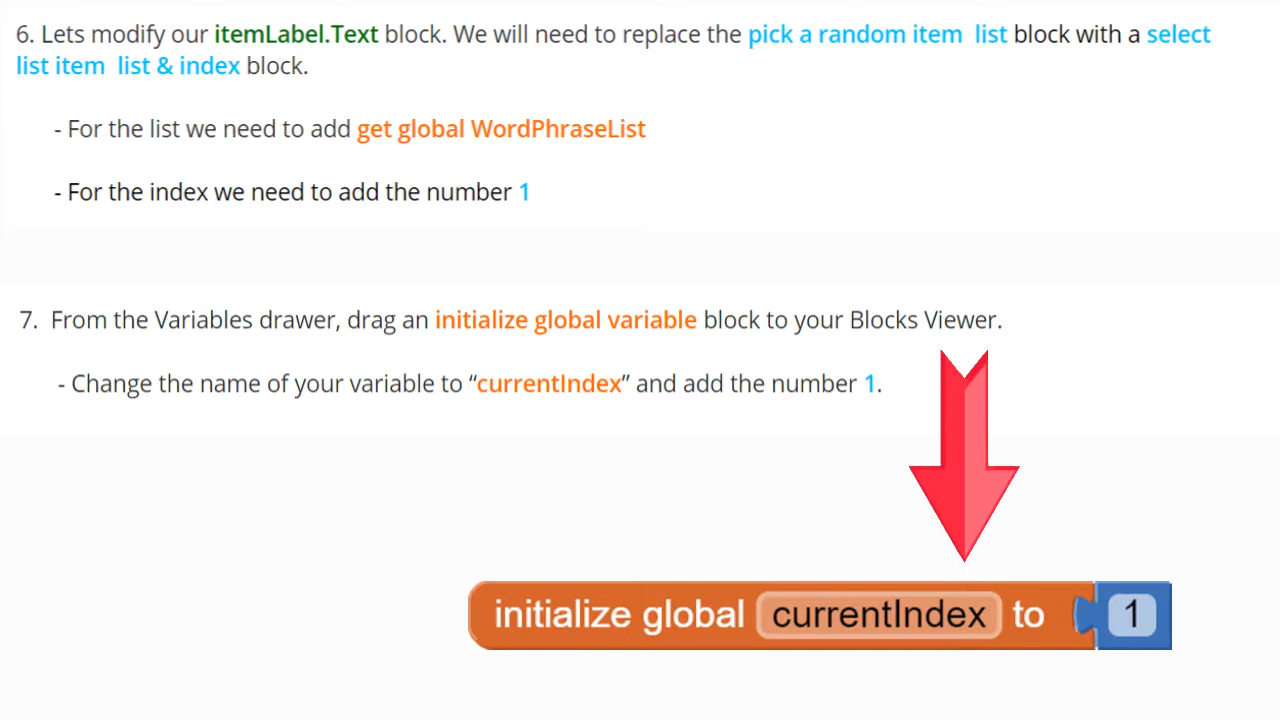 6. Lets modify our itemLabel.Text block. We will need to replace the pick a random item list block with a select
list item list & index block.
- For the list we need to add get global WordPhraseList
- For the index we need to add the number 1
7. From the Variables drawer, drag an initialize global variable block to your Blocks Viewer.
- Change the name of your variable to “currentIndex” and add the number 1.
initialize global currentIndex to 1